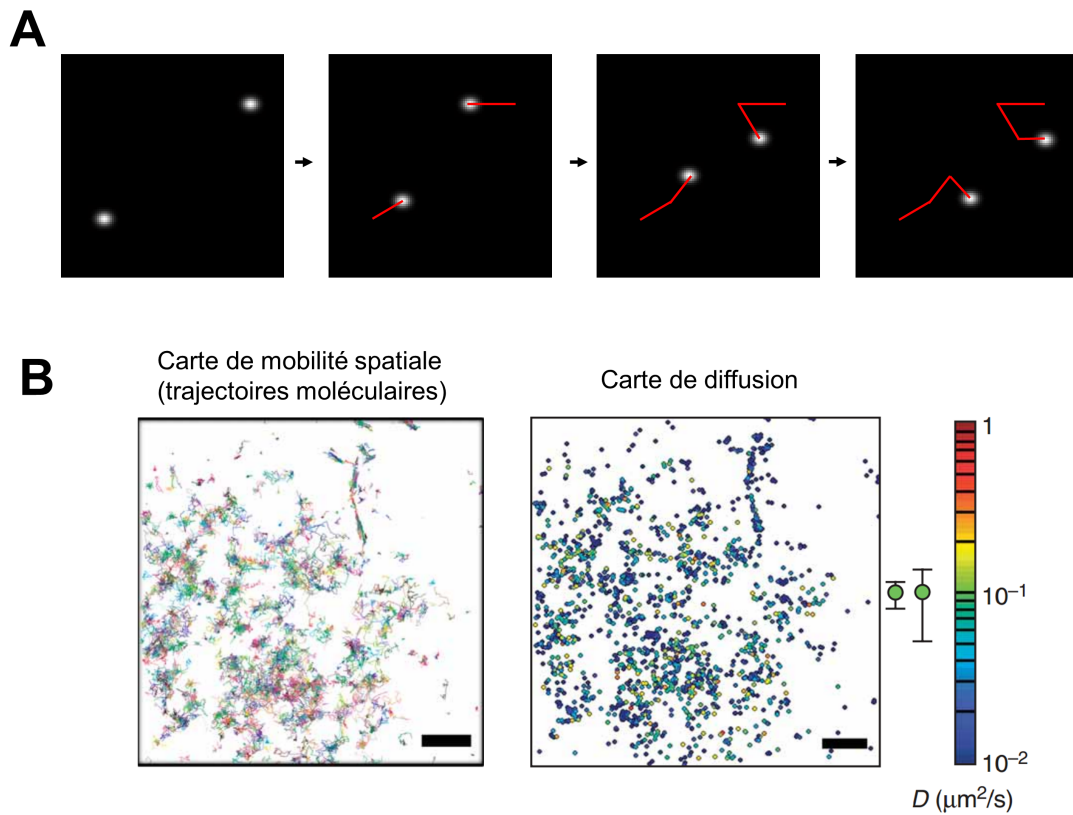 A
B
Carte de mobilité spatiale
(trajectoires moléculaires)
Carte de diffusion
1
10⁻¹
10⁻²
D (μm²/s)